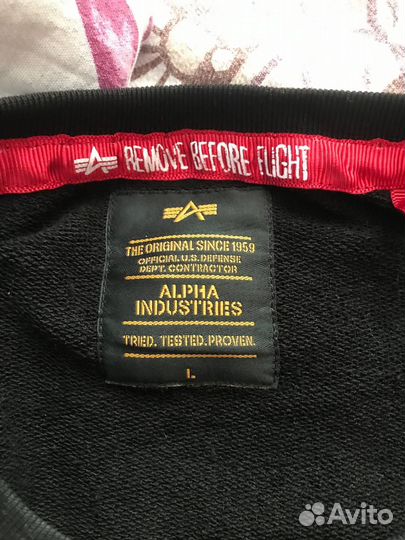 REMOVE BEFORE FLIGHT
THE ORIGINAL SINCE 1959
OFFICIAL U.S. DEFENSE
DEPT. CONTRACTOR
ALPHA
INDUSTRIES
TRIED. TESTED. PROVEN.
L
Avito